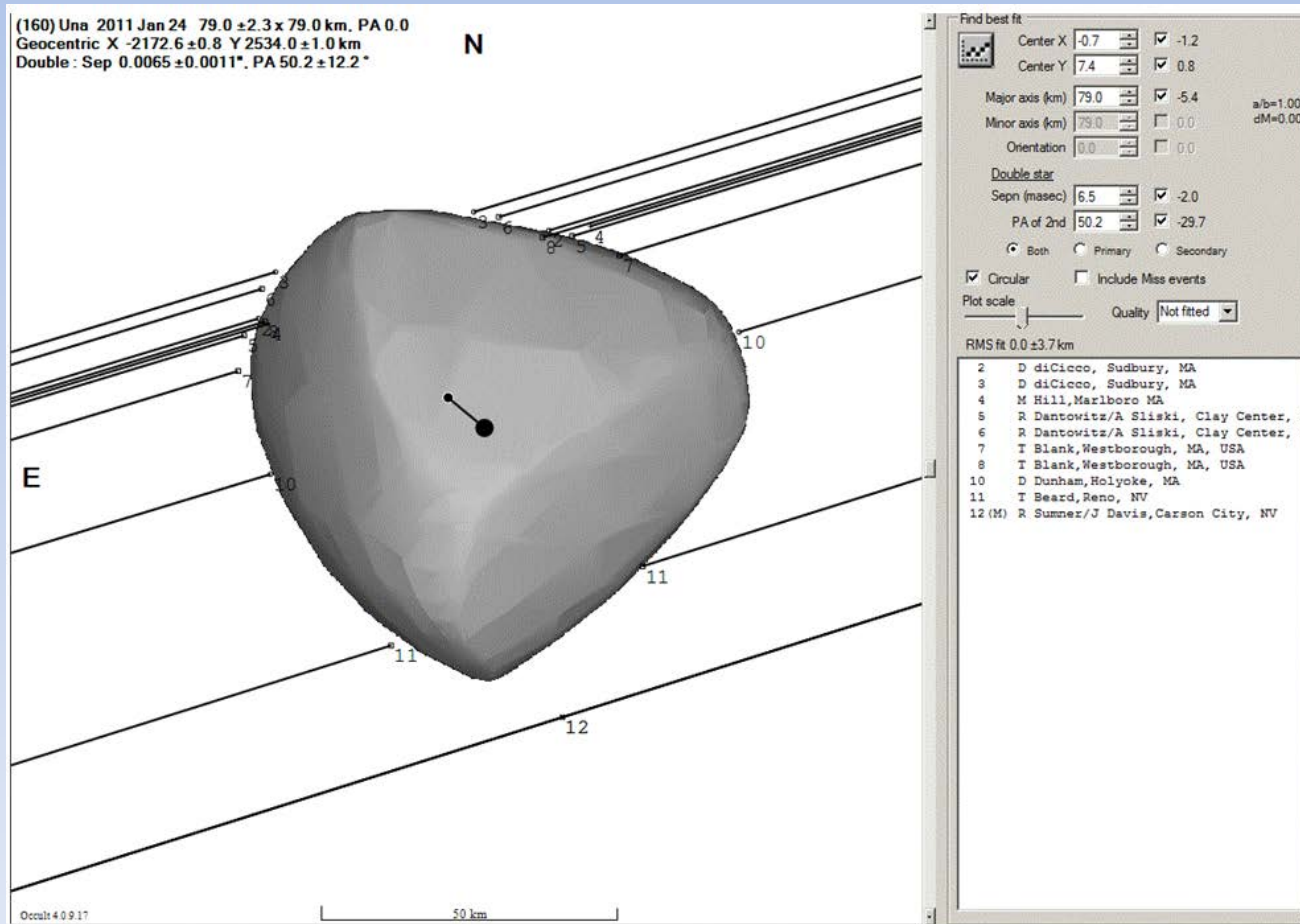 (160) Una 2011 Jan 24 79.0 ±2.3 x 79.0 km, PA 0.0
Geocentric X -2172.6 ±0.8 Y 2534.0 ±1.0 km
Double : Sep 0.0065 ±0.0011", PA 50.2 ±12.2 °
N
3
6
2
8
5
4
7
3
6
2
4
5
7
10
10
E
11
11
12
50 km
Occult 4.0.9.17
Find best fit
Center X -0.7 -1.2
Center Y 7.4 0.8
Major axis (km) 79.0 -5.4 a/b=1.00
Minor axis (km) 79.0 0.0 dM=0.00
Orientation 0.0 0.0
Double star
Sepn (masec) 6.5 -2.0
PA of 2nd 50.2 -29.7
Both Primary Secondary
Circular Include Miss events
Plot scale
Quality Not fitted
RMS fit 0.0 ±3.7 km
2 D diCicco, Sudbury, MA
3 D diCicco, Sudbury, MA
4 M Hill,Marlboro MA
5 R Dantowitz/A Sliski, Clay Center,
6 R Dantowitz/A Sliski, Clay Center,
7 T Blank,Westborough, MA, USA
8 T Blank,Westborough, MA, USA
10 D Dunham,Holyoke, MA
11 T Beard,Reno, NV
12(M) R Sumner/J Davis,Carson City, NV